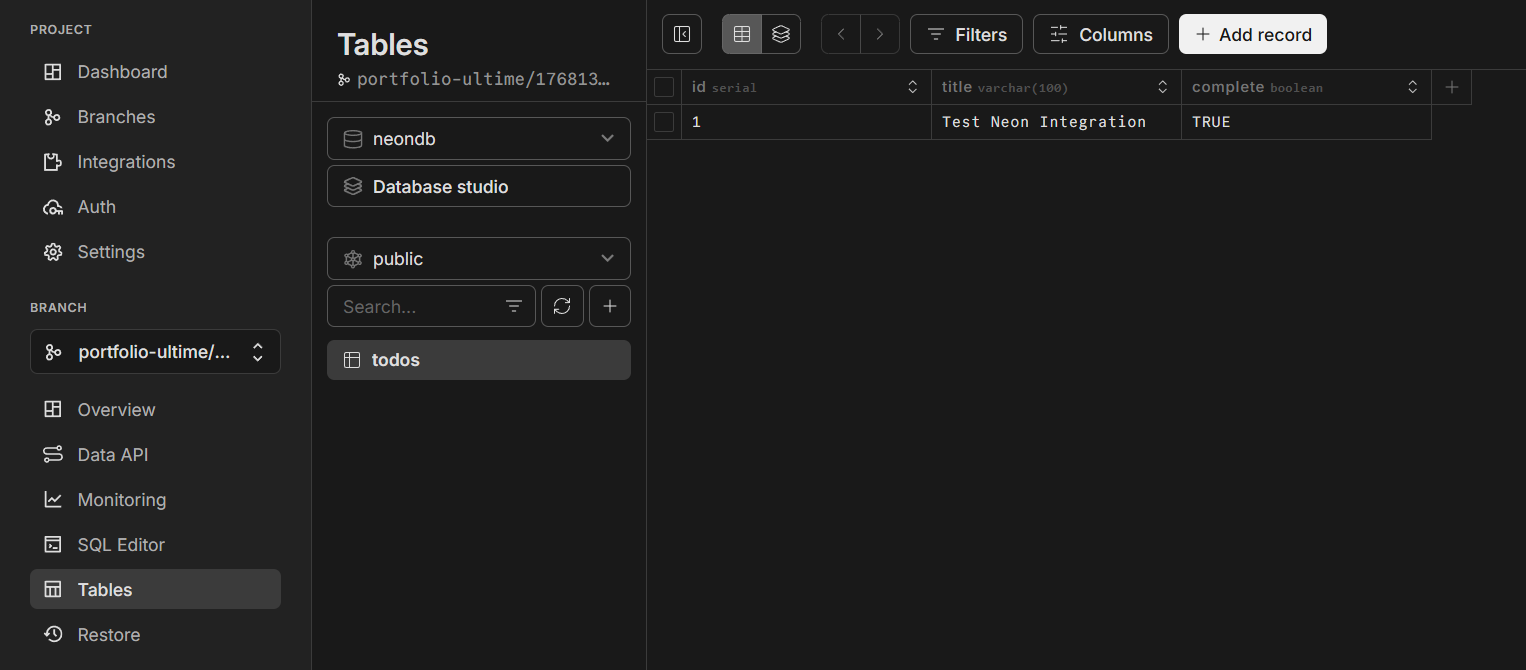 PROJECT
Dashboard
Branches
Integrations
Auth
Settings
BRANCH
portfolio-ultime/...
Overview
Data API
Monitoring
SQL Editor
Tables
Restore
Tables
portfolio-ultime/176813…
neondb
Database studio
public
Search...
todos
Filters
Columns
Add record
id serial
title varchar(100)
complete boolean
1 Test Neon Integration TRUE